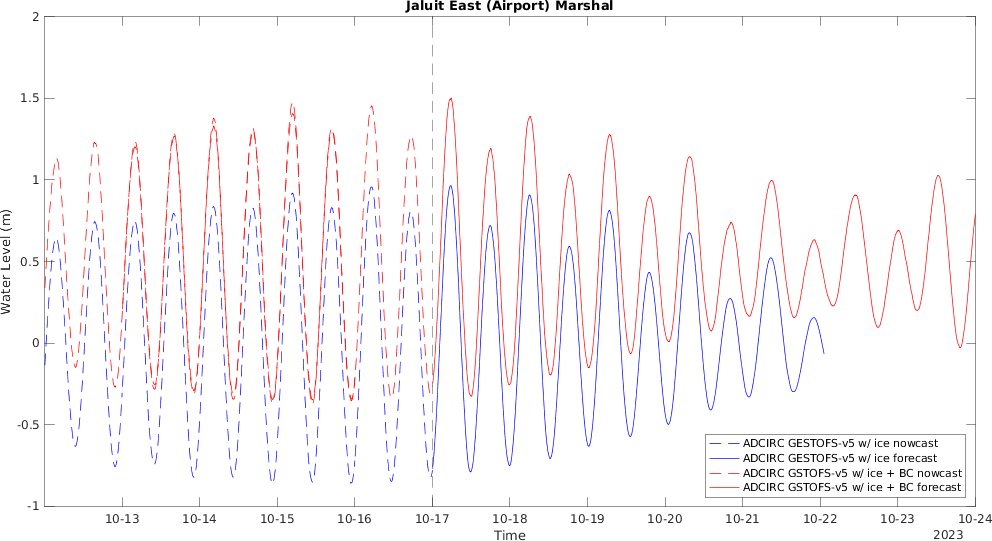 Jaluit East (Airport) Marshal
Water Level (m)
2
1.5
1
0.5
0
-0.5
-1
10-13
10-14
10-15
10-16
10-17
10-18
10-19
10-20
10-21
10-22
10-23
10-24
Time
2023
ADCIRC GESTOFS-v5 w/ ice nowcast
ADCIRC GESTOFS-v5 w/ ice forecast
ADCIRC GSTOFS-v5 w/ ice + BC nowcast
ADCIRC GSTOFS-v5 w/ ice + BC forecast